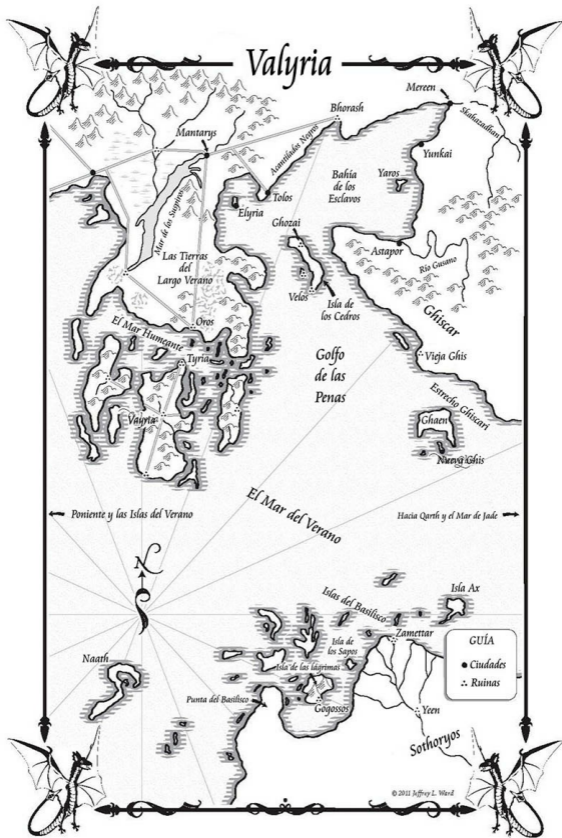 Valyria
Mereen
Bhorash
Skahazadhan
Mantarys
Acantilados Negros
Yunkai
Bahía
de los
Esclavos
Yaros
Tolos
Elyria
Mar de los Suspiros
Ghozai
Astapor
Río Gusano
Las Tierras
del
Largo Verano
Velos
Isla de
los Cedros
Ghiscar
Oros
El Mar Humeante
Tyria
Golfo
de las
Penas
Vieja Ghis
Estrecho Ghiscari
Ghaen
Valyria
Nueva Ghis
El Mar del Verano
Poniente y las Islas del Verano
Hacia Qarth y el Mar de Jade
N
Islas del Basilisco
Isla Ax
Isla de
los Sapos
Zamettar
GUÍA
Ciudades
Ruinas
Naath
Isla de las lágrimas
Punta del Basilisco
Gogossos
Yeen
Sothoryos
© 2011 Jeffrey L. Ward